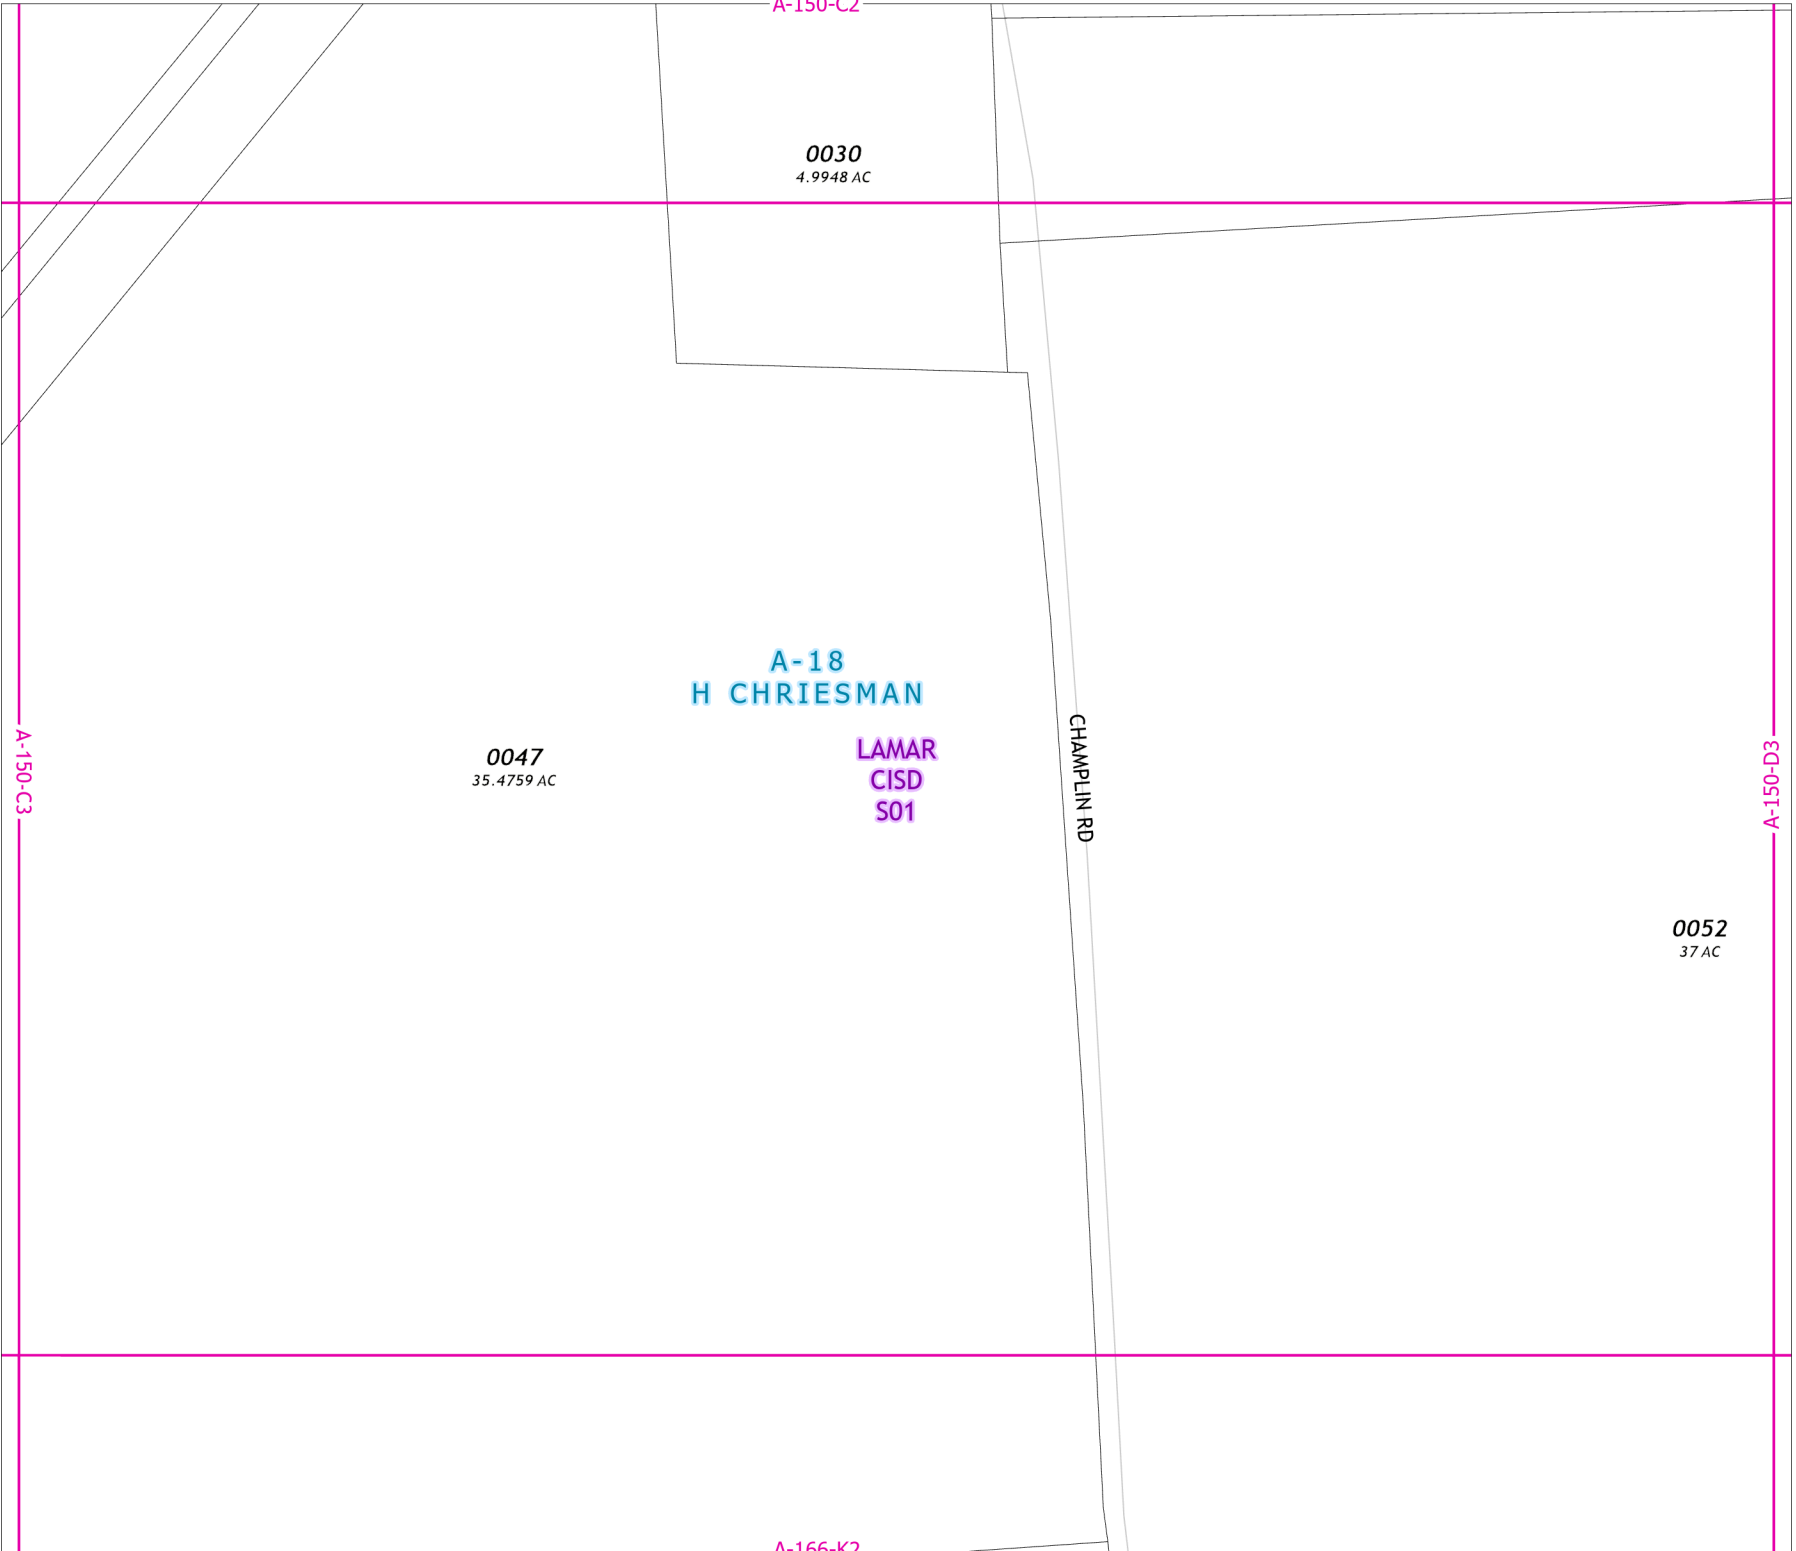 A-150-C2
0030
4.9948 AC
A-18
H CHRIESMAN
LAMAR
CISD
S01
0047
35.4759 AC
CHAMPLIN RD
A-150-C3
A-150-D3
0052
37 AC
A-166-K2